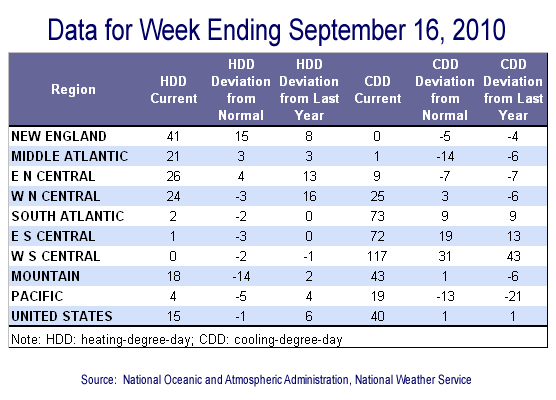 Data for Week Ending September 16, 2010
Region HDD Current HDD Deviation from Normal HDD Deviation from Last Year CDD Current CDD Deviation from Normal CDD Deviation from Last Year
NEW ENGLAND 41 15 8 0 -5 -4
MIDDLE ATLANTIC 21 3 3 1 -14 -6
E N CENTRAL 26 4 13 9 -7 -7
W N CENTRAL 24 -3 16 25 3 -6
SOUTH ATLANTIC 2 -2 0 73 9 9
E S CENTRAL 1 -3 0 72 19 13
W S CENTRAL 0 -2 -1 117 31 43
MOUNTAIN 18 -14 2 43 1 -6
PACIFIC 4 -5 4 19 -13 -21
UNITED STATES 15 -1 6 40 1 1
Note: HDD: heating-degree-day; CDD: cooling-degree-day
Source: National Oceanic and Atmospheric Administration, National Weather Service